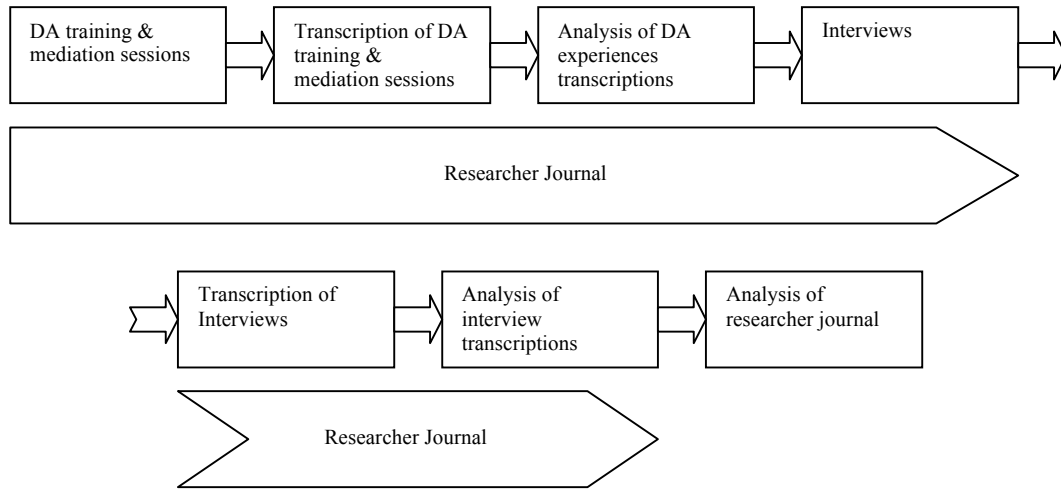 DA training &
mediation sessions
Transcription of DA
training &
mediation sessions
Analysis of DA
experiences
transcriptions
Interviews
Researcher Journal
Transcription of
Interviews
Analysis of
interview
transcriptions
Analysis of
researcher journal
Researcher Journal